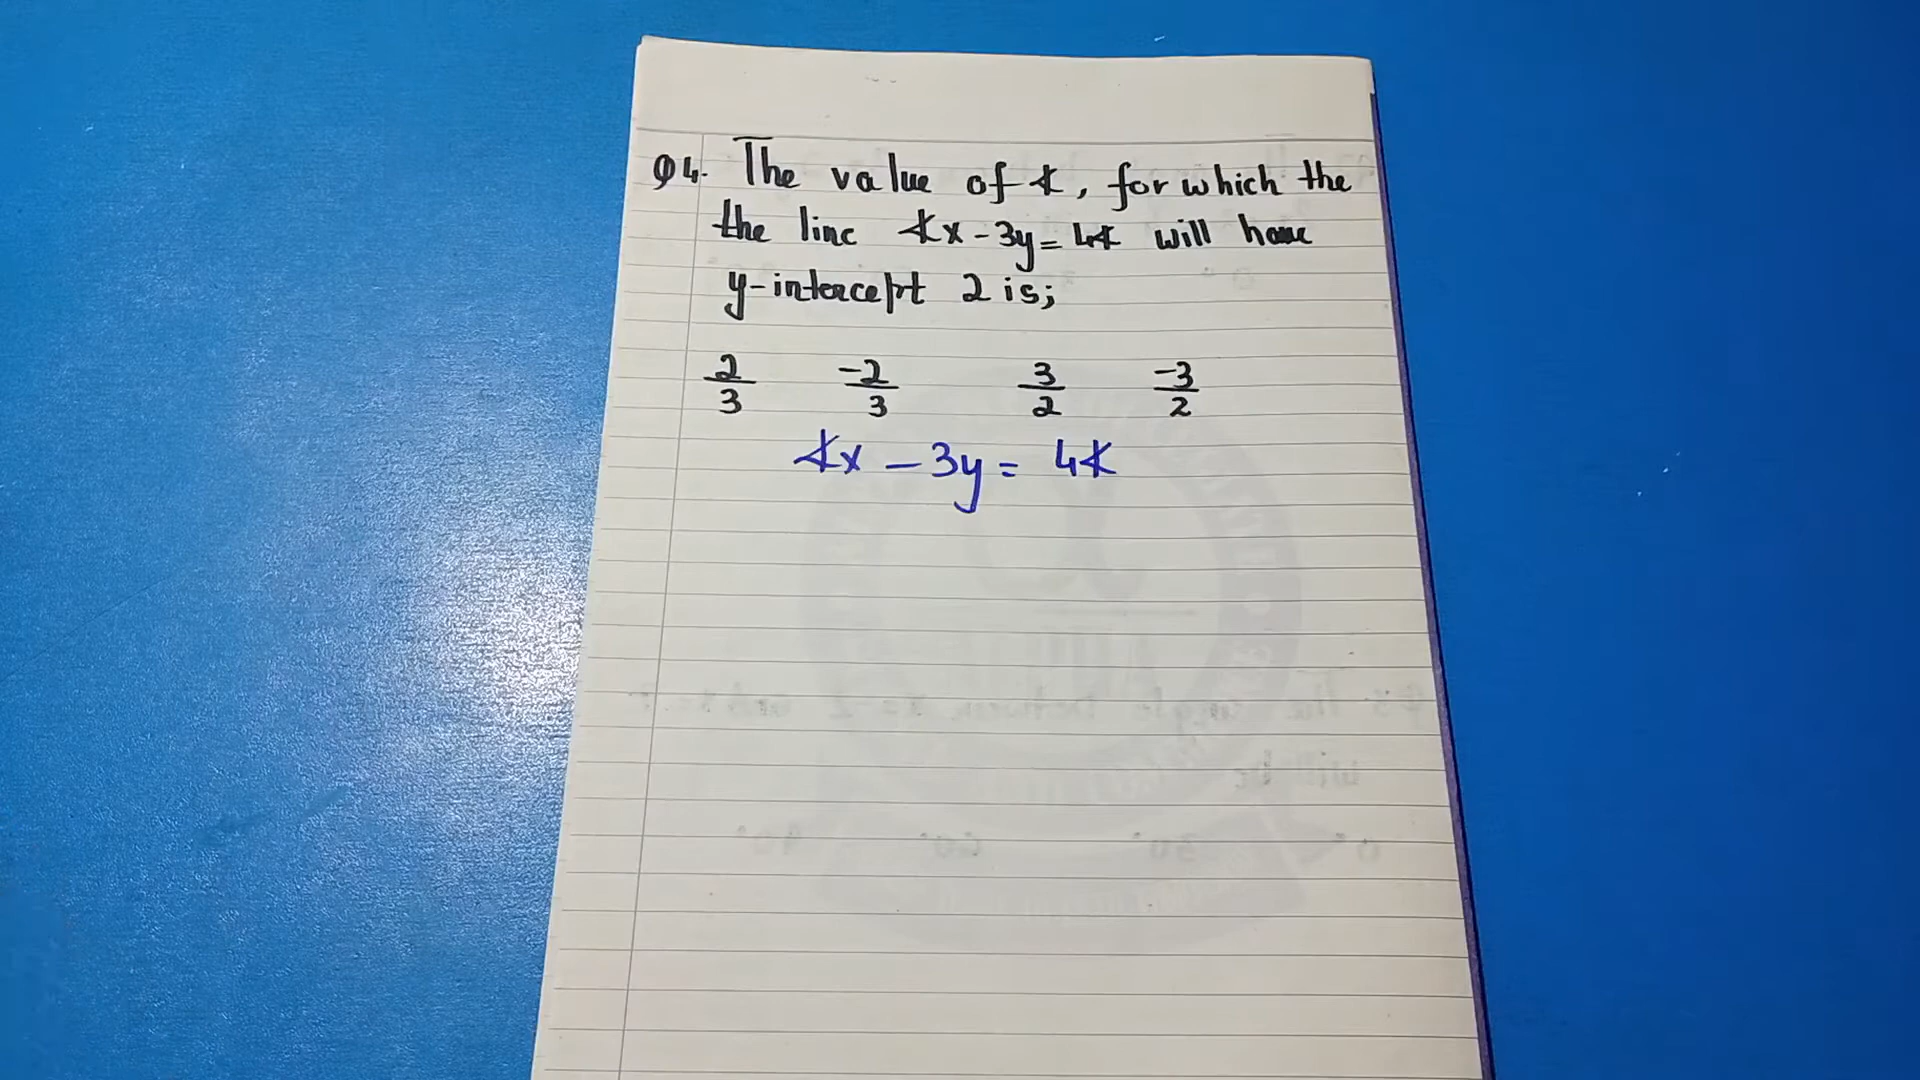 Q4. The value of k, for which the
the line kx - 3y = 4k will have
y-intercept 2 is;
2/3 -2/3 3/2 -3/2
kx - 3y = 4k